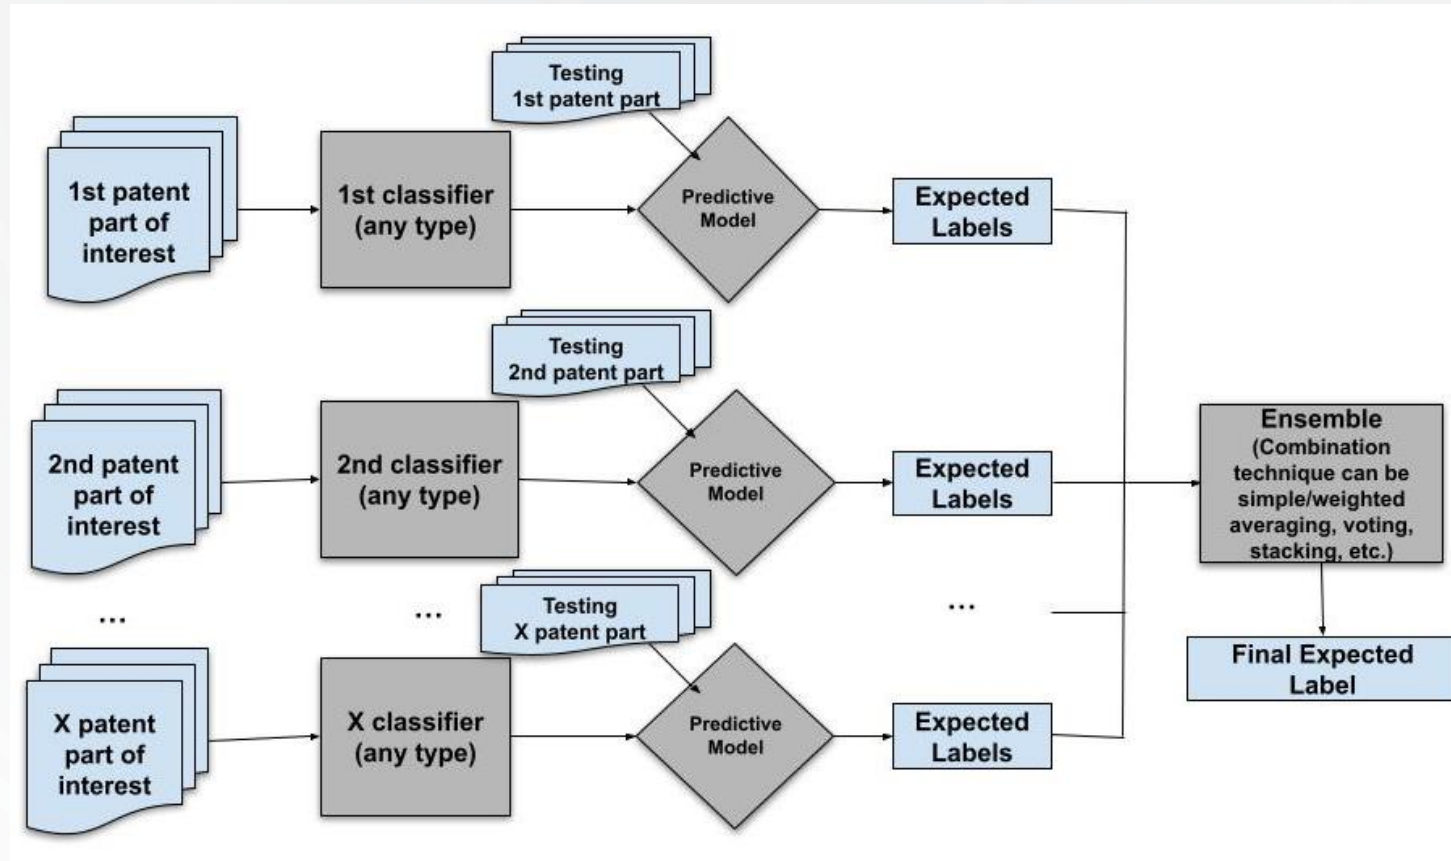 Testing
1st patent part
1st patent
part of
interest
1st classifier
(any type)
Predictive
Model
Expected
Labels
Testing
2nd patent part
2nd patent
part of
interest
2nd classifier
(any type)
Predictive
Model
Expected
Labels
Ensemble
(Combination
technique can be
simple/weighted
averaging, voting,
stacking, etc.)
...
...
Testing
X patent part
...
Final Expected
Label
X patent
part of
interest
X classifier
(any type)
Predictive
Model
Expected
Labels